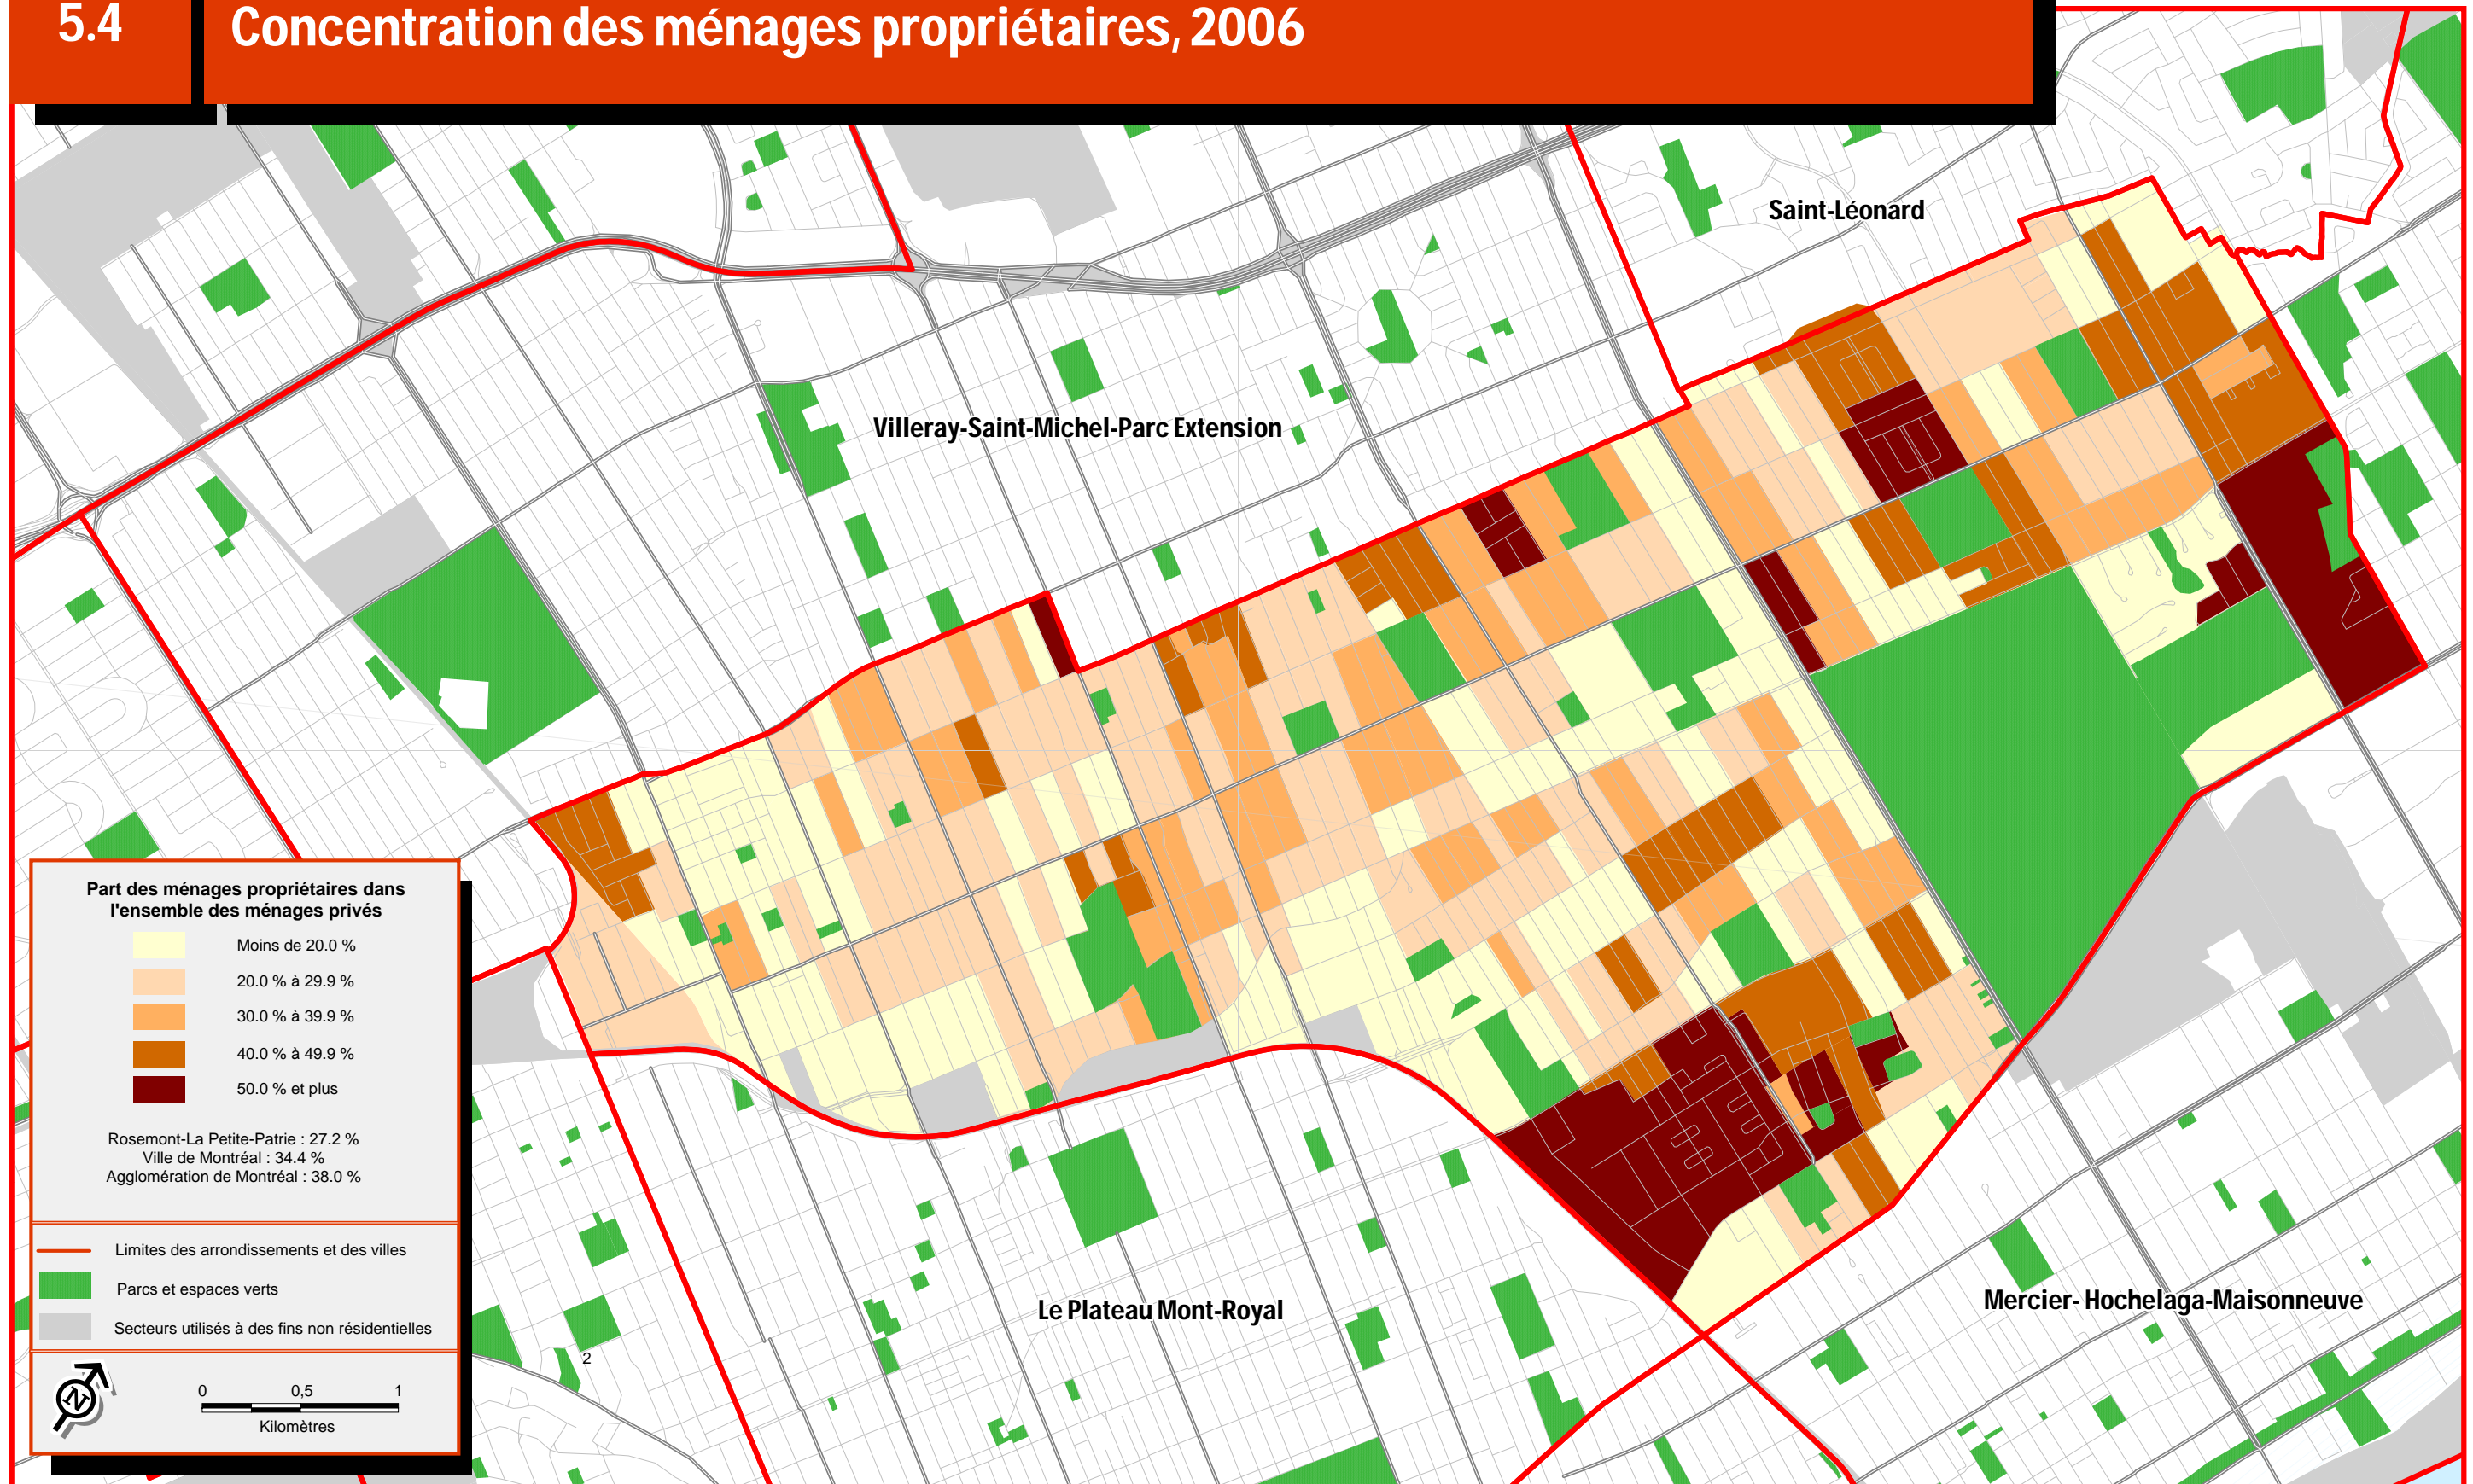 5.4
Concentration des ménages propriétaires, 2006
Saint-Léonard
Villeray-Saint-Michel-Parc Extension
Le Plateau Mont-Royal
Mercier- Hochelaga-Maisonneuve
2
Part des ménages propriétaires dans
l'ensemble des ménages privés
Moins de 20.0 %
20.0 % à 29.9 %
30.0 % à 39.9 %
40.0 % à 49.9 %
50.0 % et plus
Rosemont-La Petite-Patrie : 27.2 %
Ville de Montréal : 34.4 %
Agglomération de Montréal : 38.0 %
Limites des arrondissements et des villes
Parcs et espaces verts
Secteurs utilisés à des fins non résidentielles
N
0 0,5 1
Kilomètres